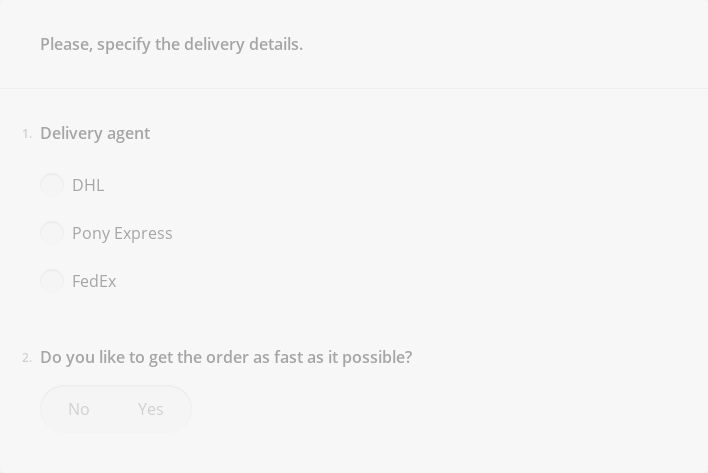 Please, specify the delivery details.
1. Delivery agent
DHL
Pony Express
FedEx
2. Do you like to get the order as fast as it possible?
No Yes